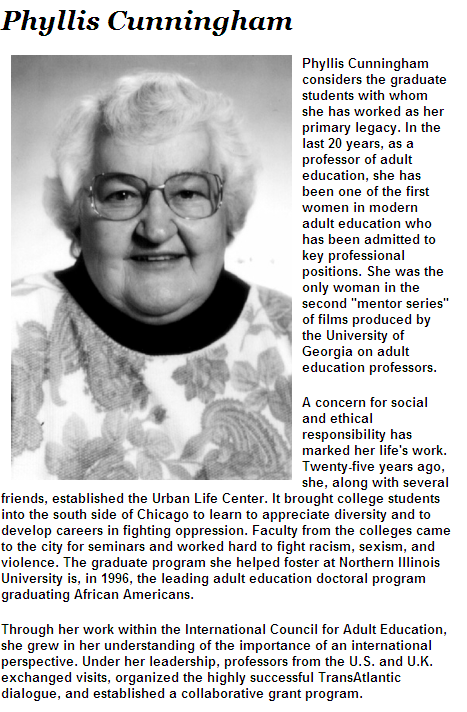 Phyllis Cunningham
Phyllis Cunningham
considers the graduate
students with whom
she has worked as her
primary legacy. In the
last 20 years, as a
professor of adult
education, she has
been one of the first
women in modern
adult education who
has been admitted to
key professional
positions. She was the
only woman in the
second "mentor series"
of films produced by
the University of
Georgia on adult
education professors.
A concern for social
and ethical
responsibility has
marked her life's work.
Twenty-five years ago,
she, along with several
friends, established the Urban Life Center. It brought college students
into the south side of Chicago to learn to appreciate diversity and to
develop careers in fighting oppression. Faculty from the colleges came
to the city for seminars and worked hard to fight racism, sexism, and
violence. The graduate program she helped foster at Northern Illinois
University is, in 1996, the leading adult education doctoral program
graduating African Americans.
Through her work within the International Council for Adult Education,
she grew in her understanding of the importance of an international
perspective. Under her leadership, professors from the U.S. and U.K.
exchanged visits, organized the highly successful TransAtlantic
dialogue, and established a collaborative grant program.